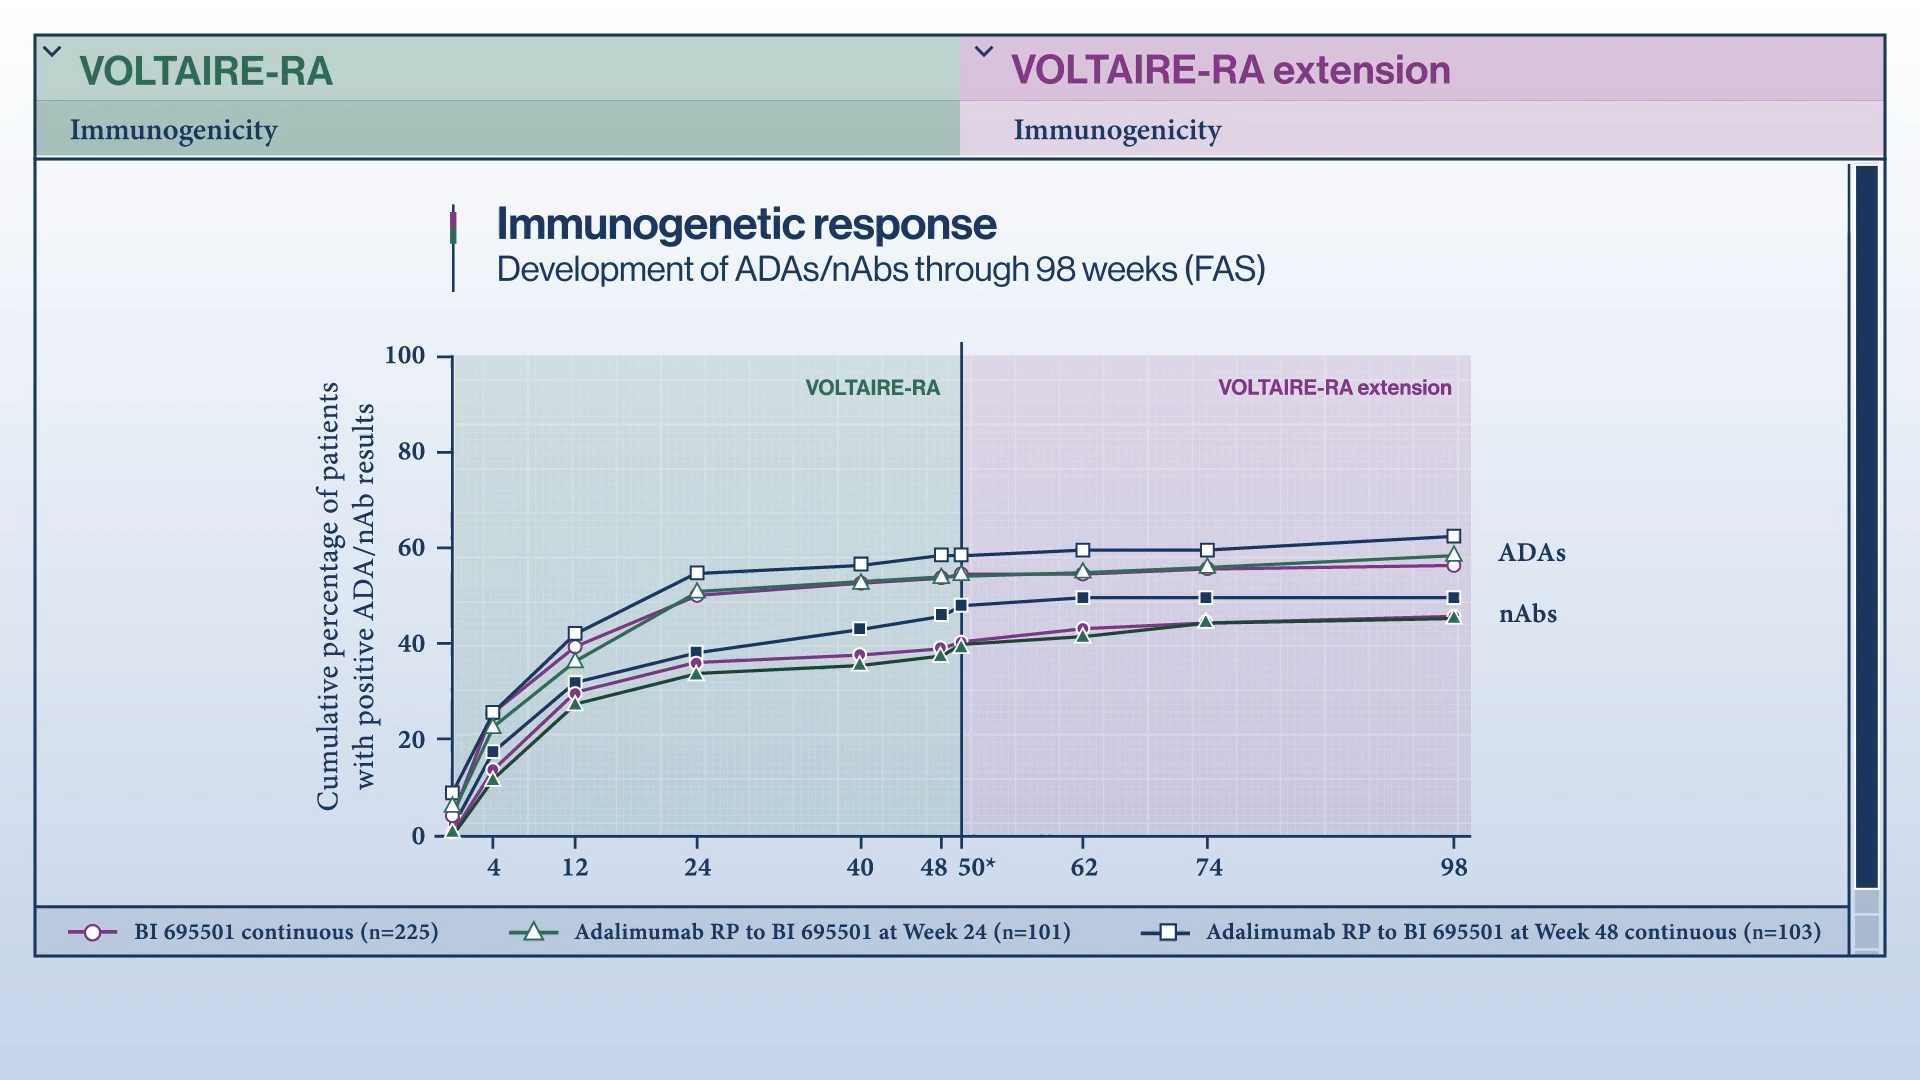 VOLTAIRE-RA
VOLTAIRE-RA extension
Immunogenicity
Immunogenicity
Immunogenetic response
Development of ADAs/nAbs through 98 weeks (FAS)
Cumulative percentage of patients
with positive ADA/nAb results
100
80
60
40
20
0
VOLTAIRE-RA
VOLTAIRE-RA extension
ADAs
nAbs
4 12 24 40 48 50* 62 74 98
BI 695501 continuous (n=225)
Adalimumab RP to BI 695501 at Week 24 (n=101)
Adalimumab RP to BI 695501 at Week 48 continuous (n=103)